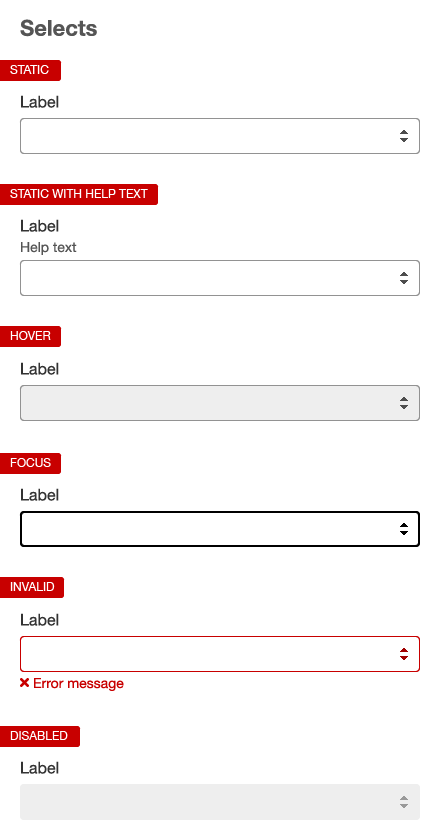 Selects
STATIC
Label
STATIC WITH HELP TEXT
Label
Help text
HOVER
Label
FOCUS
Label
INVALID
Label
Error message
DISABLED
Label